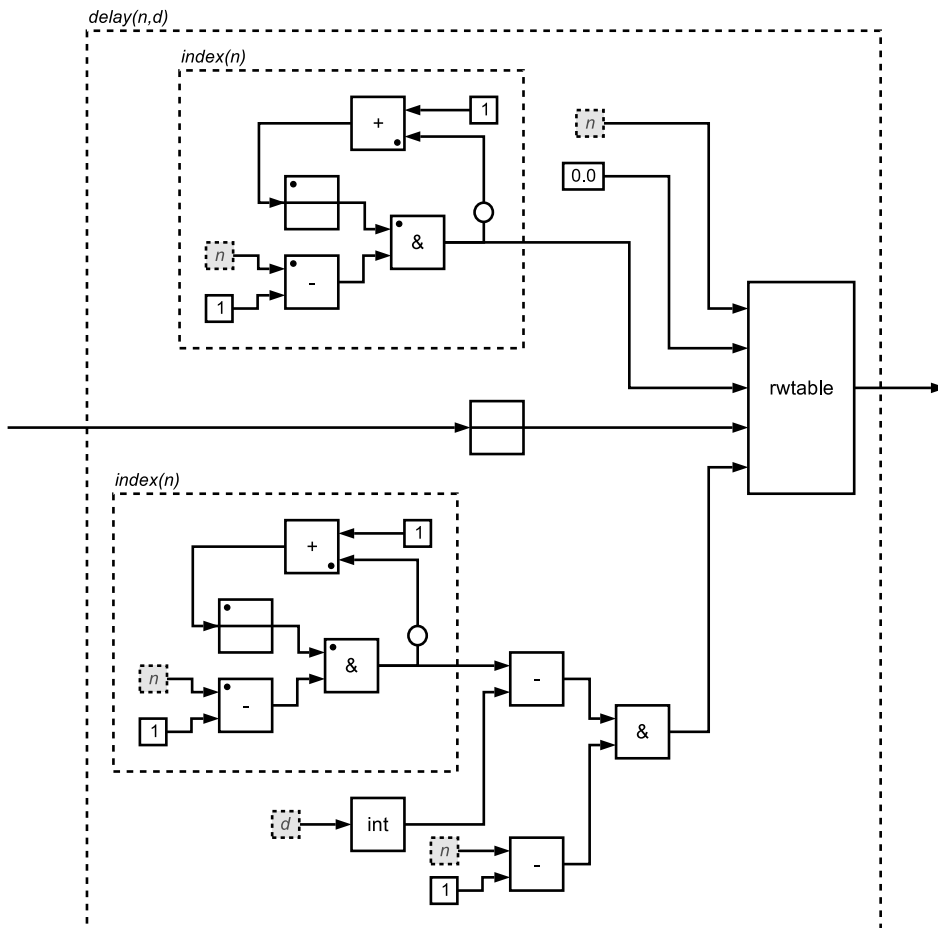 delay(n,d)
index(n)
+
1
n
0.0
&
n
-
1
rwtable
index(n)
+
1
&
n
-
1
-
&
d
int
n
-
1